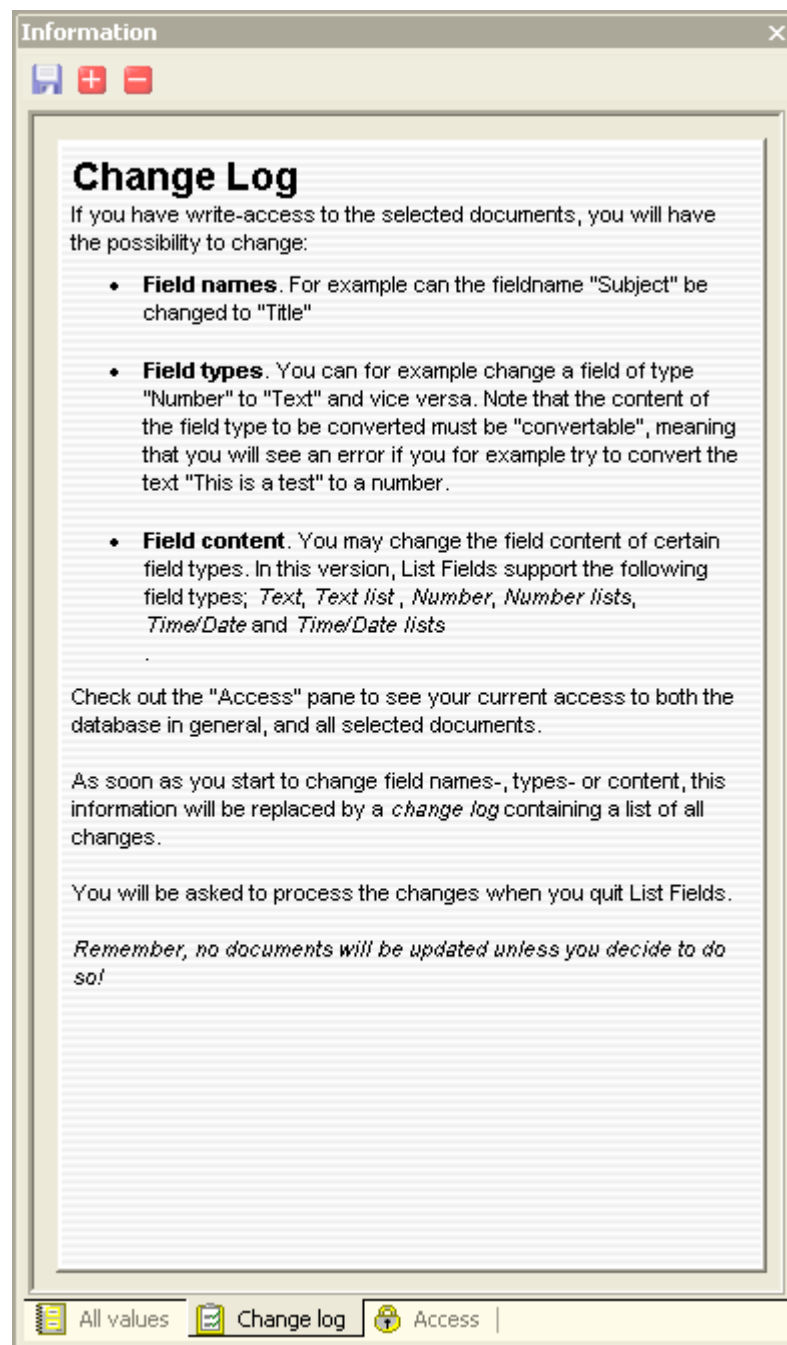 Information
Change Log
If you have write-access to the selected documents, you will have
the possibility to change:
• Field names. For example can the fieldname "Subject" be
changed to "Title"
• Field types. You can for example change a field of type
"Number" to "Text" and vice versa. Note that the content of
the field type to be converted must be "convertable", meaning
that you will see an error if you for example try to convert the
text "This is a test" to a number.
• Field content. You may change the field content of certain
field types. In this version, List Fields support the following
field types; Text, Text list , Number, Number lists,
Time/Date and Time/Date lists
.
Check out the "Access" pane to see your current access to both the
database in general, and all selected documents.
As soon as you start to change field names-, types- or content, this
information will be replaced by a change log containing a list of all
changes.
You will be asked to process the changes when you quit List Fields.
Remember, no documents will be updated unless you decide to do
so!
All values Change log Access